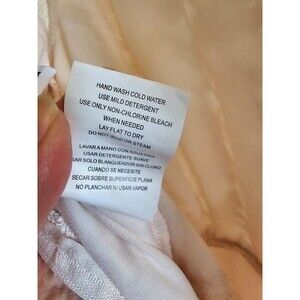 HAND WASH COLD WATER
USE MILD DETERGENT
USE ONLY NON-CHLORINE BLEACH
WHEN NEEDED
LAY FLAT TO DRY
DO NOT IRON OR STEAM
LAVAR A MANO CON AGUA FRIA
USAR DETERGENTE SUAVE
SAR SOLO BLANQUEADOR SIN CLORO
CUANDO SE NECESITE
SECAR SOBRE SUPERFICIE PLANA
NO PLANCHAR NI USAR VAPOR